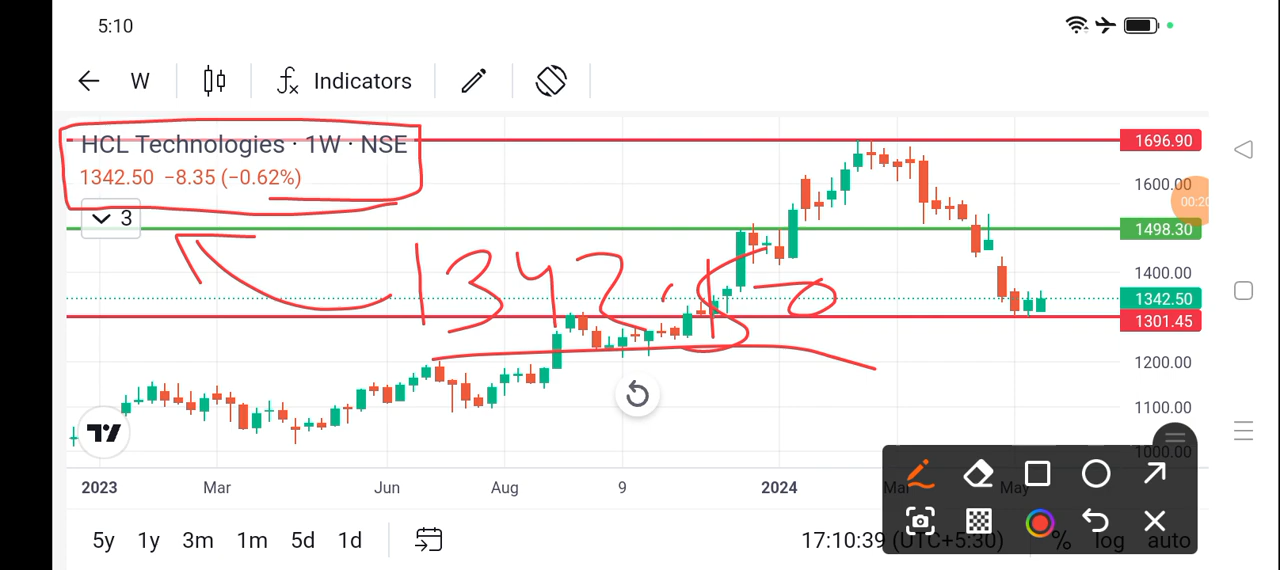 5:10
W Indicators
HCL Technologies · 1W · NSE
1342.50 −8.35 (−0.62%)
3
1342.50
1696.90
1600.00
1498.30
1400.00
1342.50
1301.45
1200.00
1100.00
1000.00
00:20
2023 Mar Jun Aug 9 2024 Mar May
5y 1y 3m 1m 5d 1d 17:10:39 (UTC+5:30) % log auto